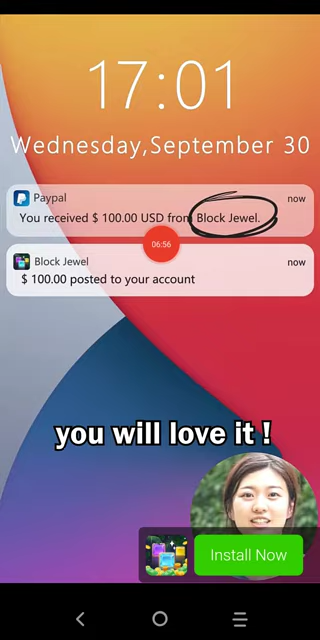 17:01
Wednesday,September 30
Paypal now
You received $ 100.00 USD from Block Jewel.
06:56
Block Jewel now
$ 100.00 posted to your account
you will love it !
Install Now